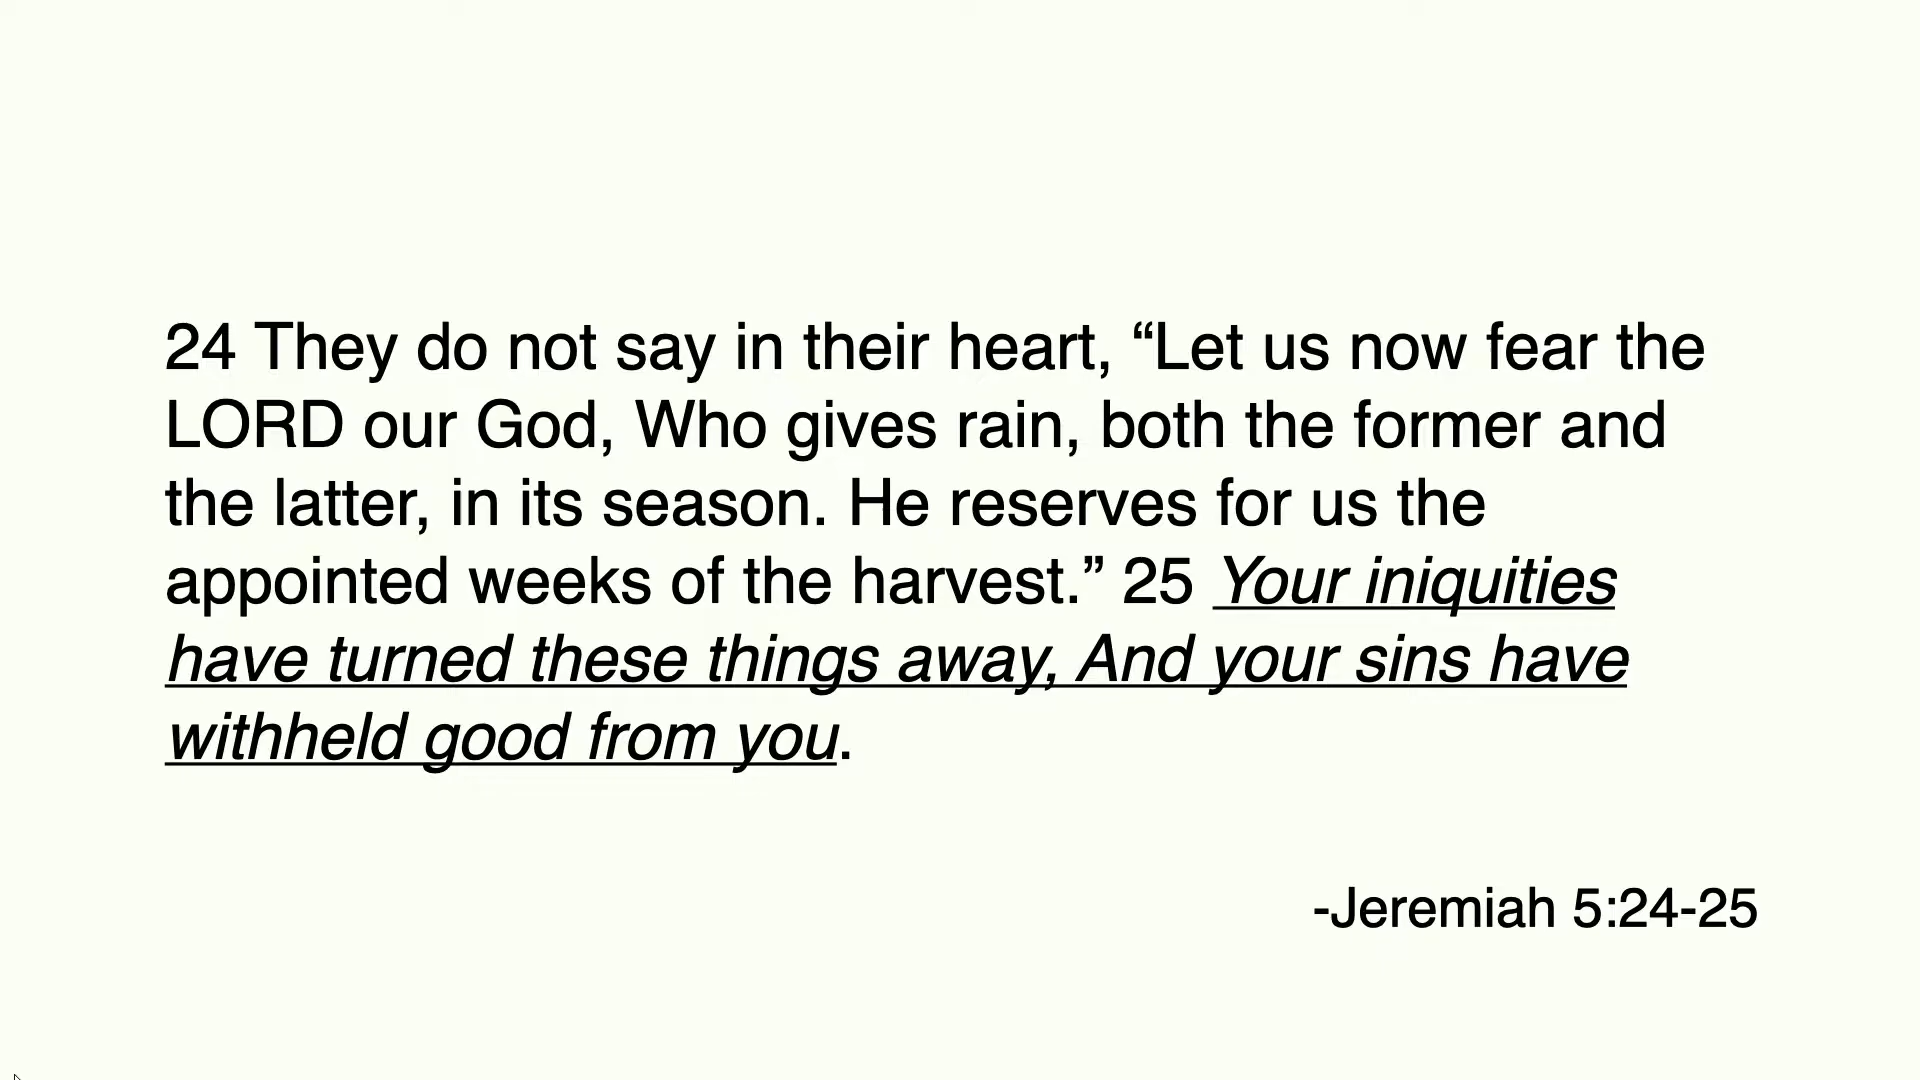 24 They do not say in their heart, “Let us now fear the
LORD our God, Who gives rain, both the former and
the latter, in its season. He reserves for us the
appointed weeks of the harvest.” 25 Your iniquities
have turned these things away, And your sins have
withheld good from you.
-Jeremiah 5:24-25